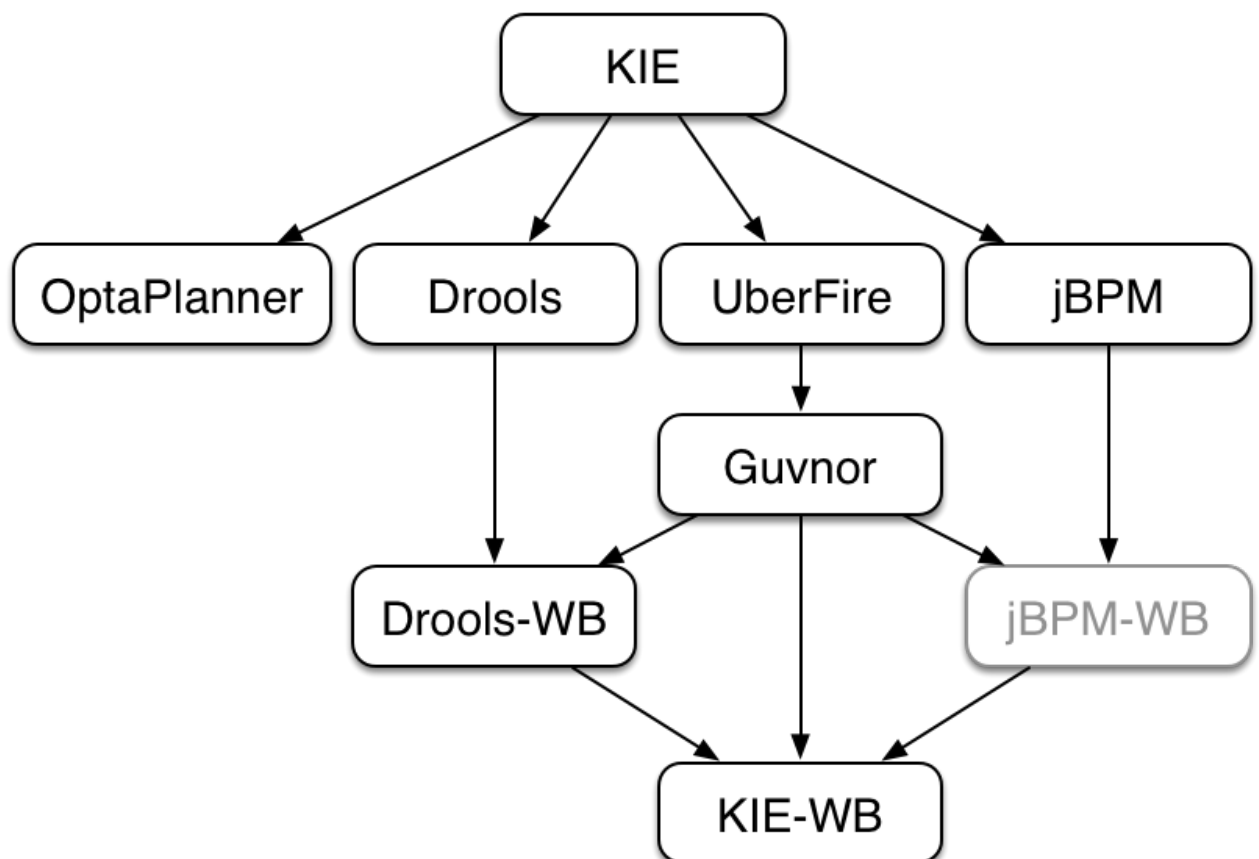 KIE
OptaPlanner
Drools
UberFire
jBPM
Guvnor
Drools-WB
jBPM-WB
KIE-WB